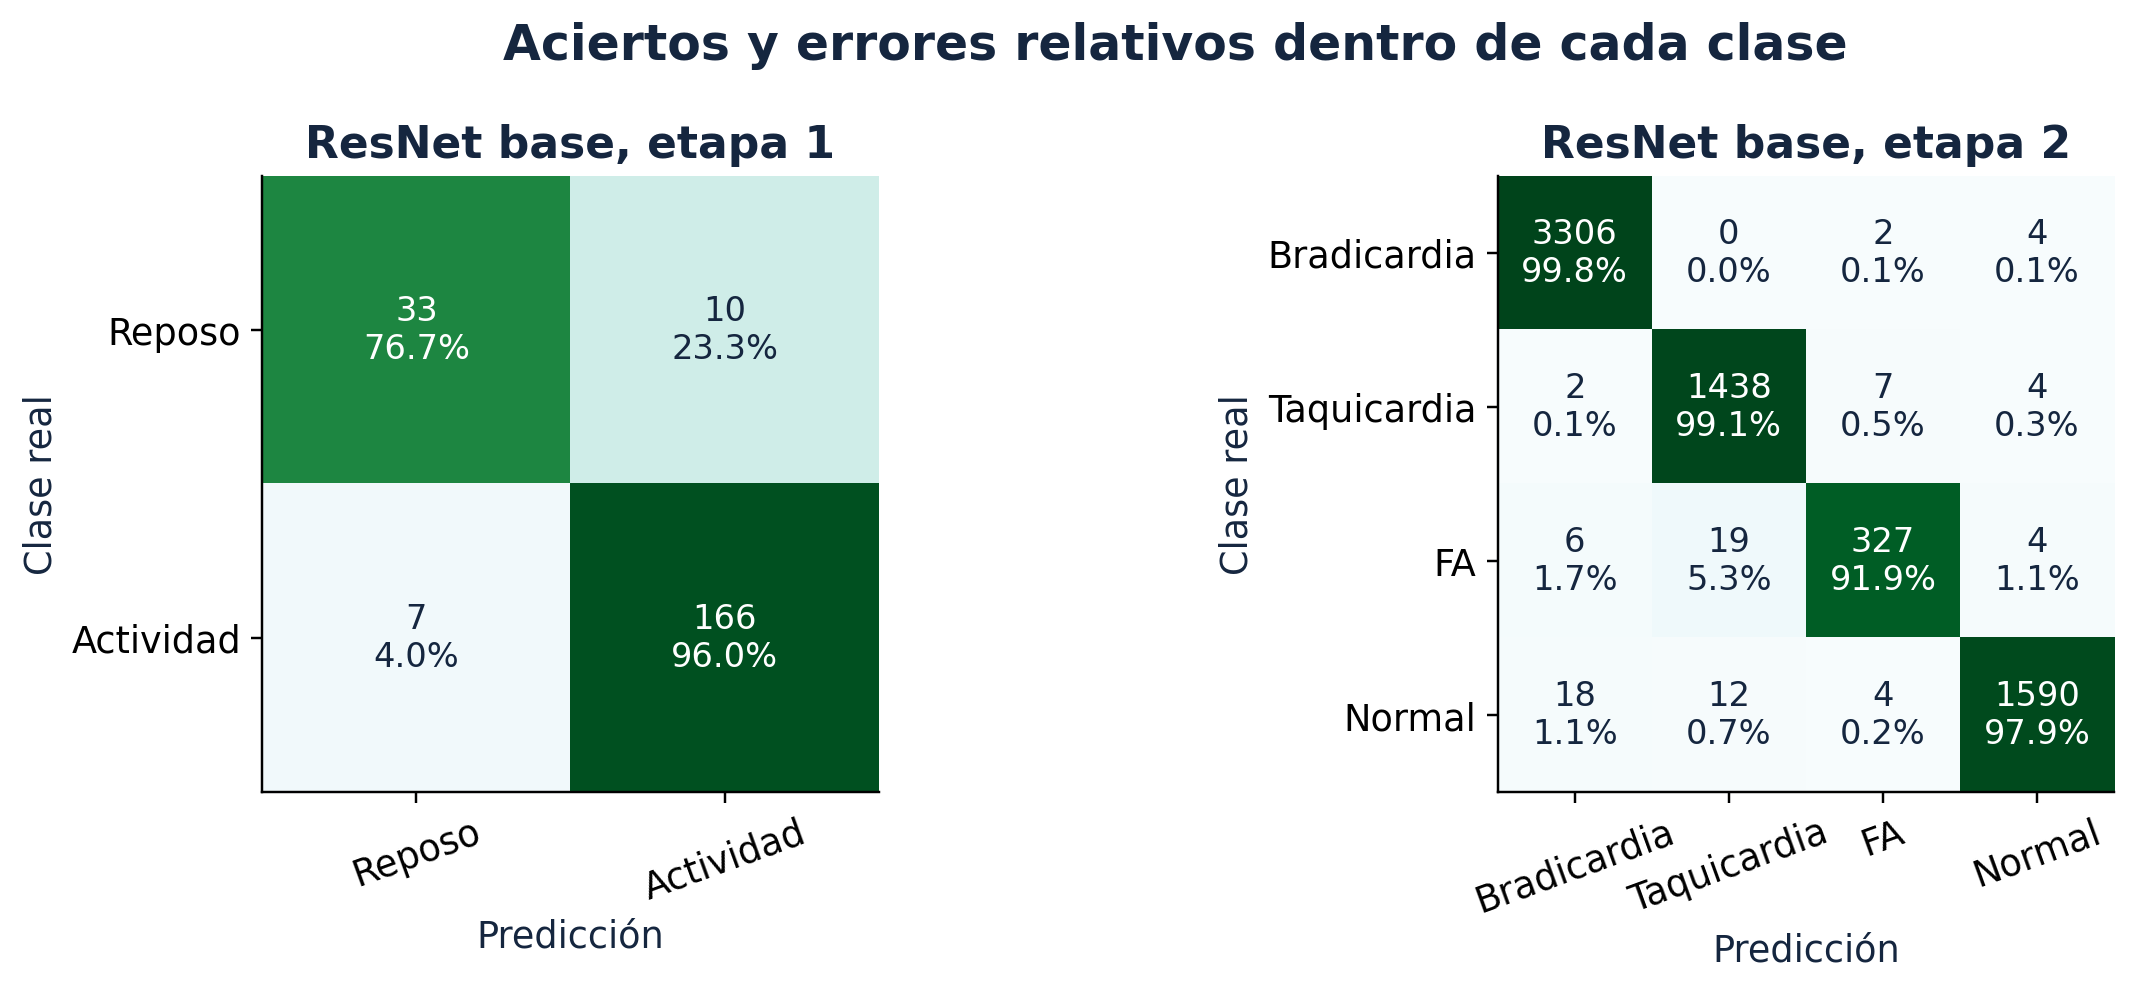 Aciertos y errores relativos dentro de cada clase
ResNet base, etapa 1
Clase real
Reposo
33
76.7%
10
23.3%
Actividad
7
4.0%
166
96.0%
Reposo
Actividad
Predicción
ResNet base, etapa 2
Clase real
Bradicardia
3306
99.8%
0
0.0%
2
0.1%
4
0.1%
Taquicardia
2
0.1%
1438
99.1%
7
0.5%
4
0.3%
FA
6
1.7%
19
5.3%
327
91.9%
4
1.1%
Normal
18
1.1%
12
0.7%
4
0.2%
1590
97.9%
Bradicardia
Taquicardia
FA
Normal
Predicción